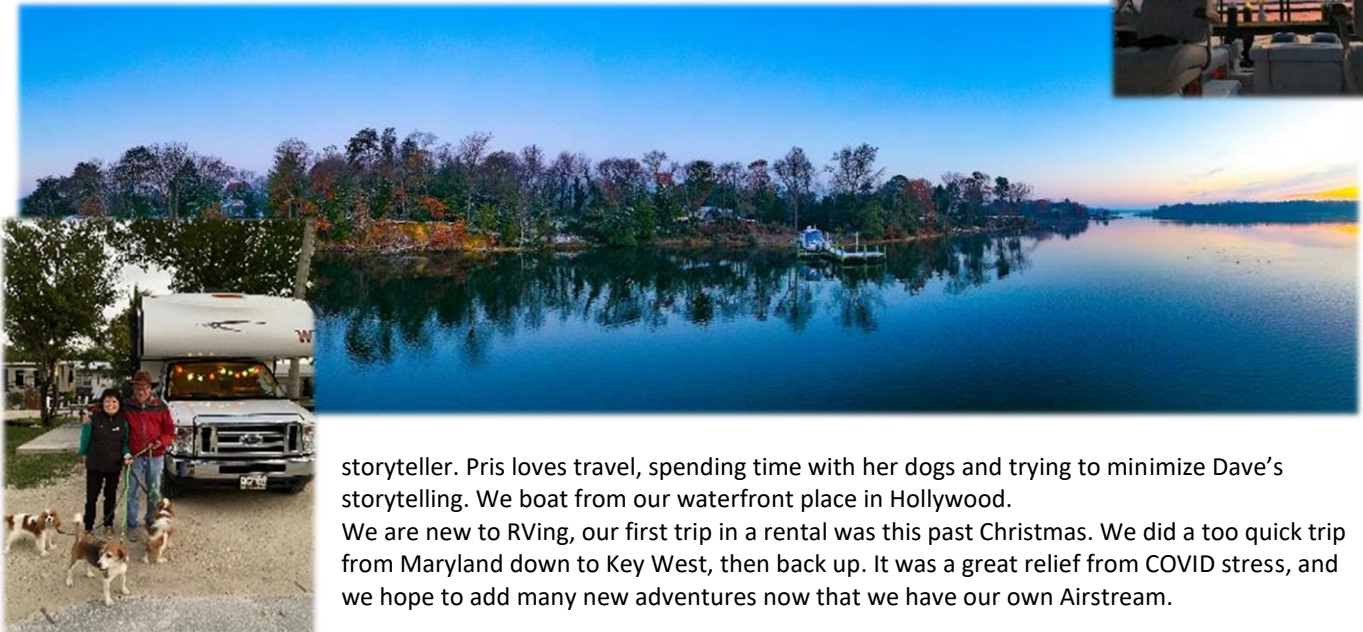 storyteller. Pris loves travel, spending time with her dogs and trying to minimize Dave’s
storytelling. We boat from our waterfront place in Hollywood.
We are new to RVing, our first trip in a rental was this past Christmas. We did a too quick trip
from Maryland down to Key West, then back up. It was a great relief from COVID stress, and
we hope to add many new adventures now that we have our own Airstream.